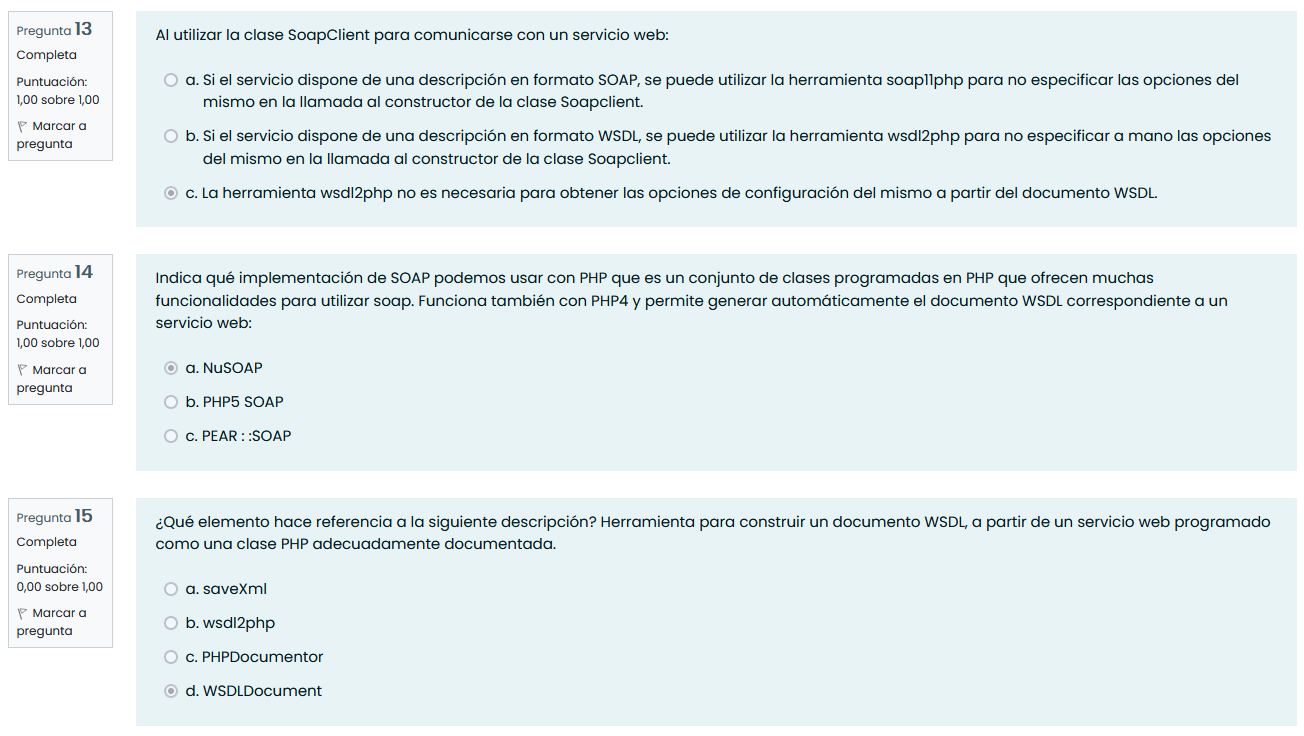 Pregunta 13
Completa
Puntuación:
1,00 sobre 1,00
Marcar a
pregunta
Al utilizar la clase SoapClient para comunicarse con un servicio web:
a. Si el servicio dispone de una descripción en formato SOAP, se puede utilizar la herramienta soap11php para no especificar las opciones del
mismo en la llamada al constructor de la clase Soapclient.
b. Si el servicio dispone de una descripción en formato WSDL, se puede utilizar la herramienta wsdl2php para no especificar a mano las opciones
del mismo en la llamada al constructor de la clase Soapclient.
c. La herramienta wsdl2php no es necesaria para obtener las opciones de configuración del mismo a partir del documento WSDL.
Pregunta 14
Completa
Puntuación:
1,00 sobre 1,00
Marcar a
pregunta
Indica qué implementación de SOAP podemos usar con PHP que es un conjunto de clases programadas en PHP que ofrecen muchas
funcionalidades para utilizar soap. Funciona también con PHP4 y permite generar automáticamente el documento WSDL correspondiente a un
servicio web:
a. NuSOAP
b. PHP5 SOAP
c. PEAR : :SOAP
Pregunta 15
Completa
Puntuación:
0,00 sobre 1,00
Marcar a
pregunta
¿Qué elemento hace referencia a la siguiente descripción? Herramienta para construir un documento WSDL, a partir de un servicio web programado
como una clase PHP adecuadamente documentada.
a. saveXml
b. wsdl2php
c. PHPDocumentor
d. WSDLDocument